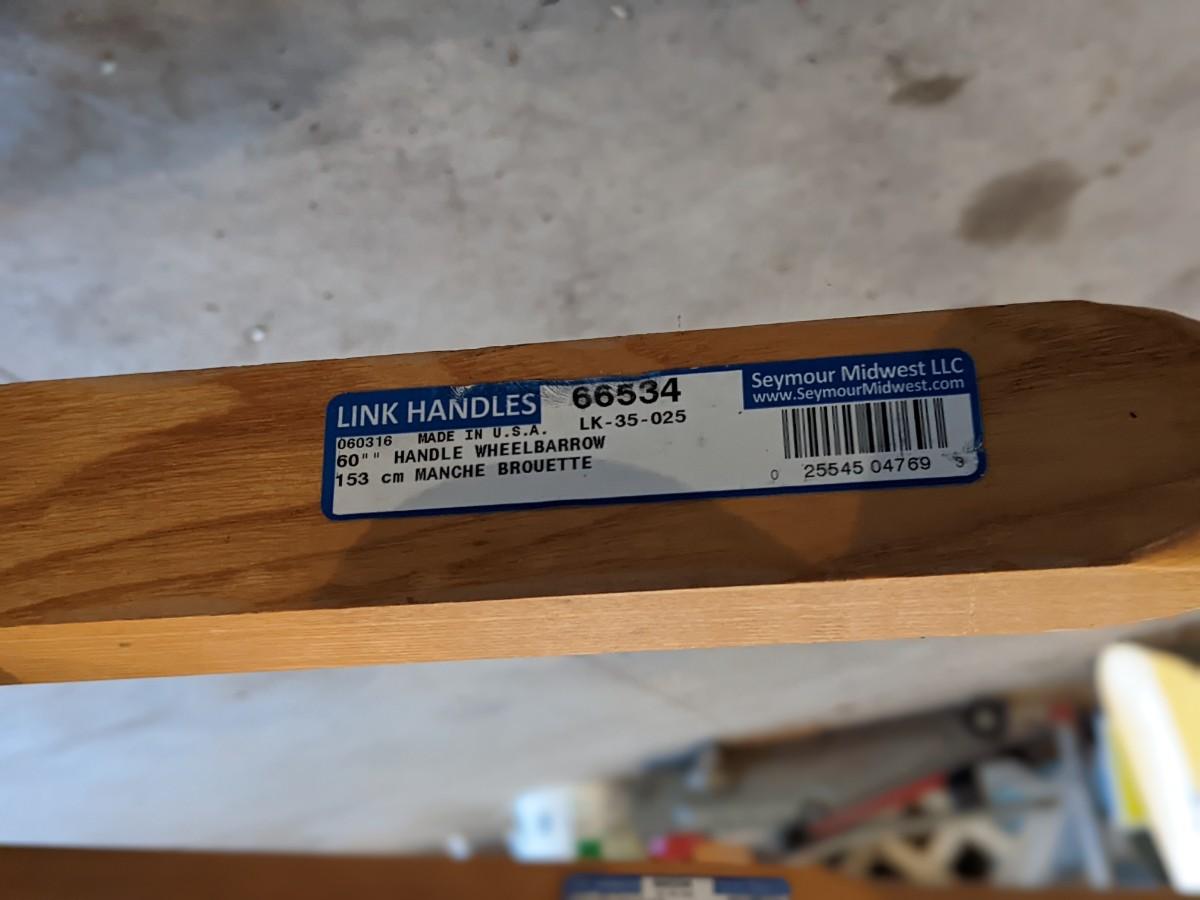 LINK HANDLES 66534 Seymour Midwest LLC
www.SeymourMidwest.com
060316 MADE IN U.S.A. LK-35-025
60"" HANDLE WHEELBARROW
153 cm MANCHE BROUETTE
0 25545 04769 3